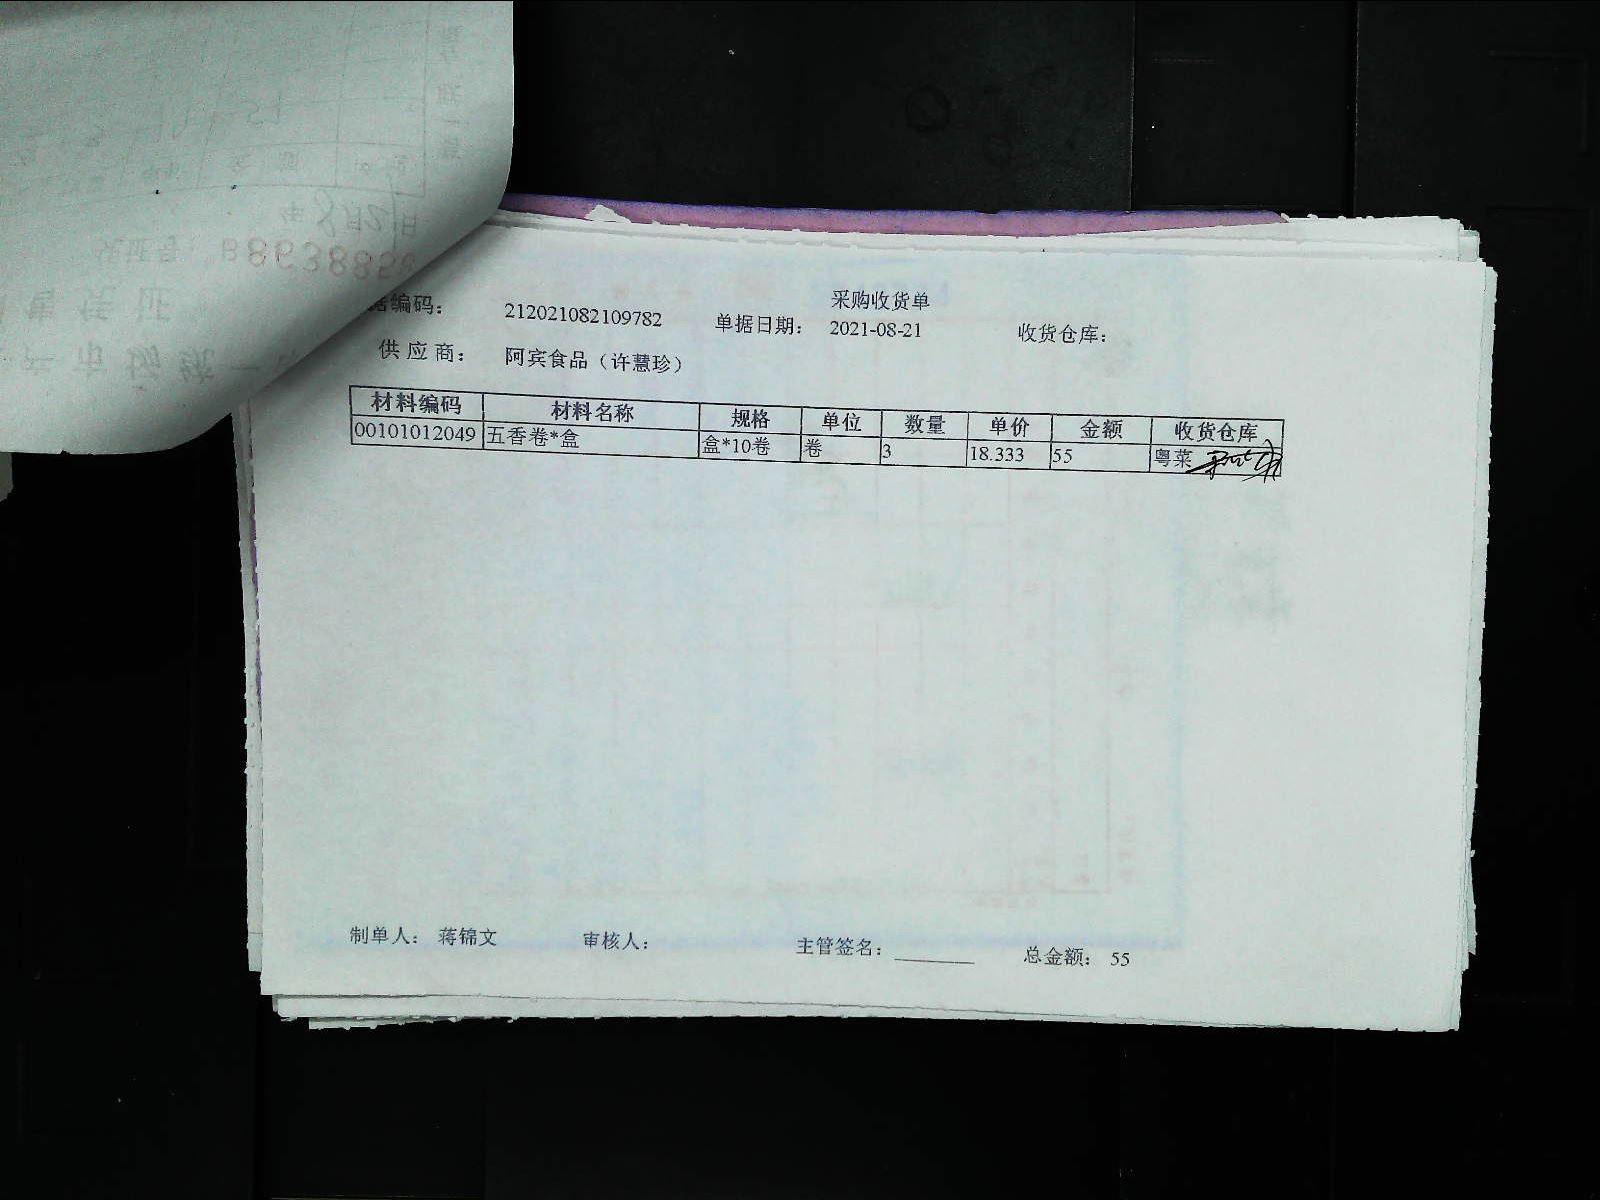 采购收货单
据编码： 212021082109782 单据日期： 2021-08-21 收货仓库：
供应商： 阿宾食品（许慧珍）
材料编码 材料名称 规格 单位 数量 单价 金额 收货仓库
00101012049 五香卷*盒 盒*10卷 卷 3 18.333 55 粤菜
制单人： 蒋锦文 审核人： 主管签名： ________ 总金额： 55